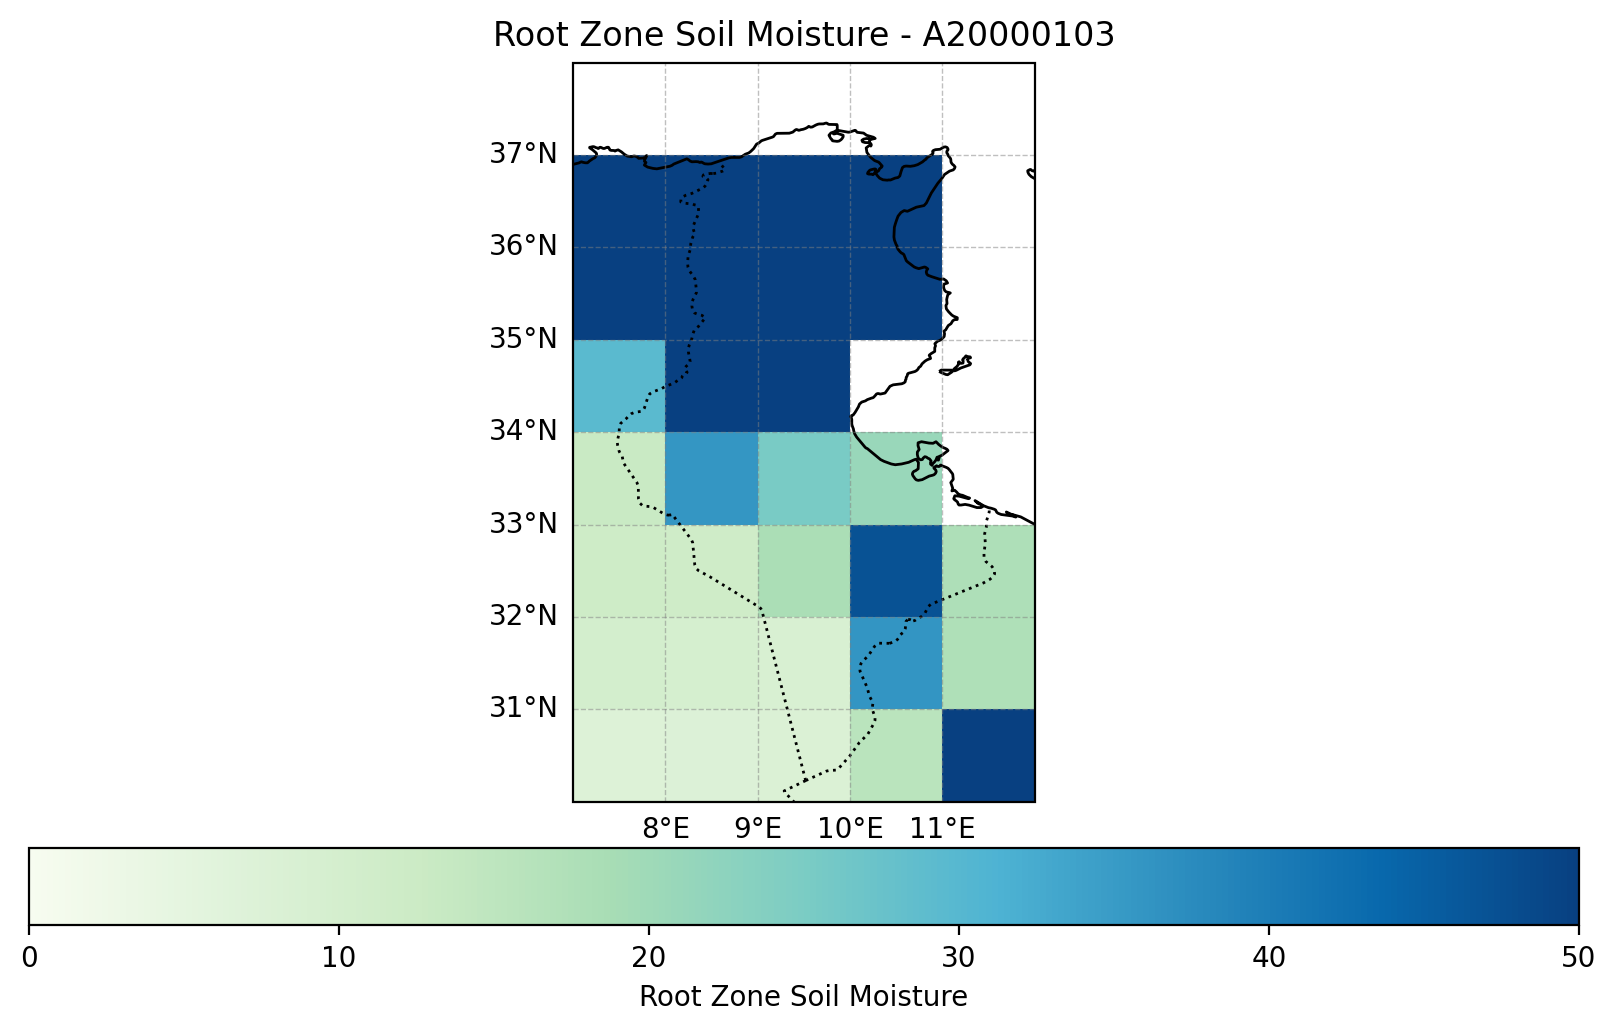 Root Zone Soil Moisture - A20000103
37°N
36°N
35°N
34°N
33°N
32°N
31°N
8°E 9°E 10°E 11°E
0 10 20 30 40 50
Root Zone Soil Moisture